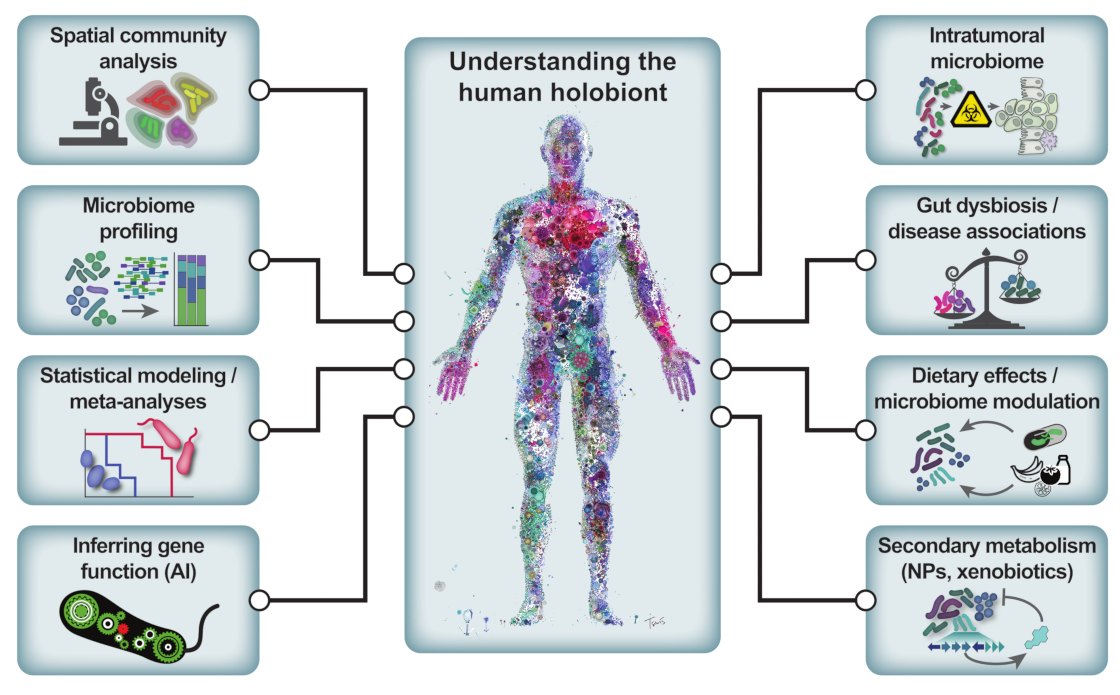 Spatial community
analysis
Microbiome
profiling
Statistical modeling /
meta-analyses
Inferring gene
function (AI)
Understanding the
human holobiont
Intratumoral
microbiome
Gut dysbiosis /
disease associations
Dietary effects /
microbiome modulation
Secondary metabolism
(NPs, xenobiotics)